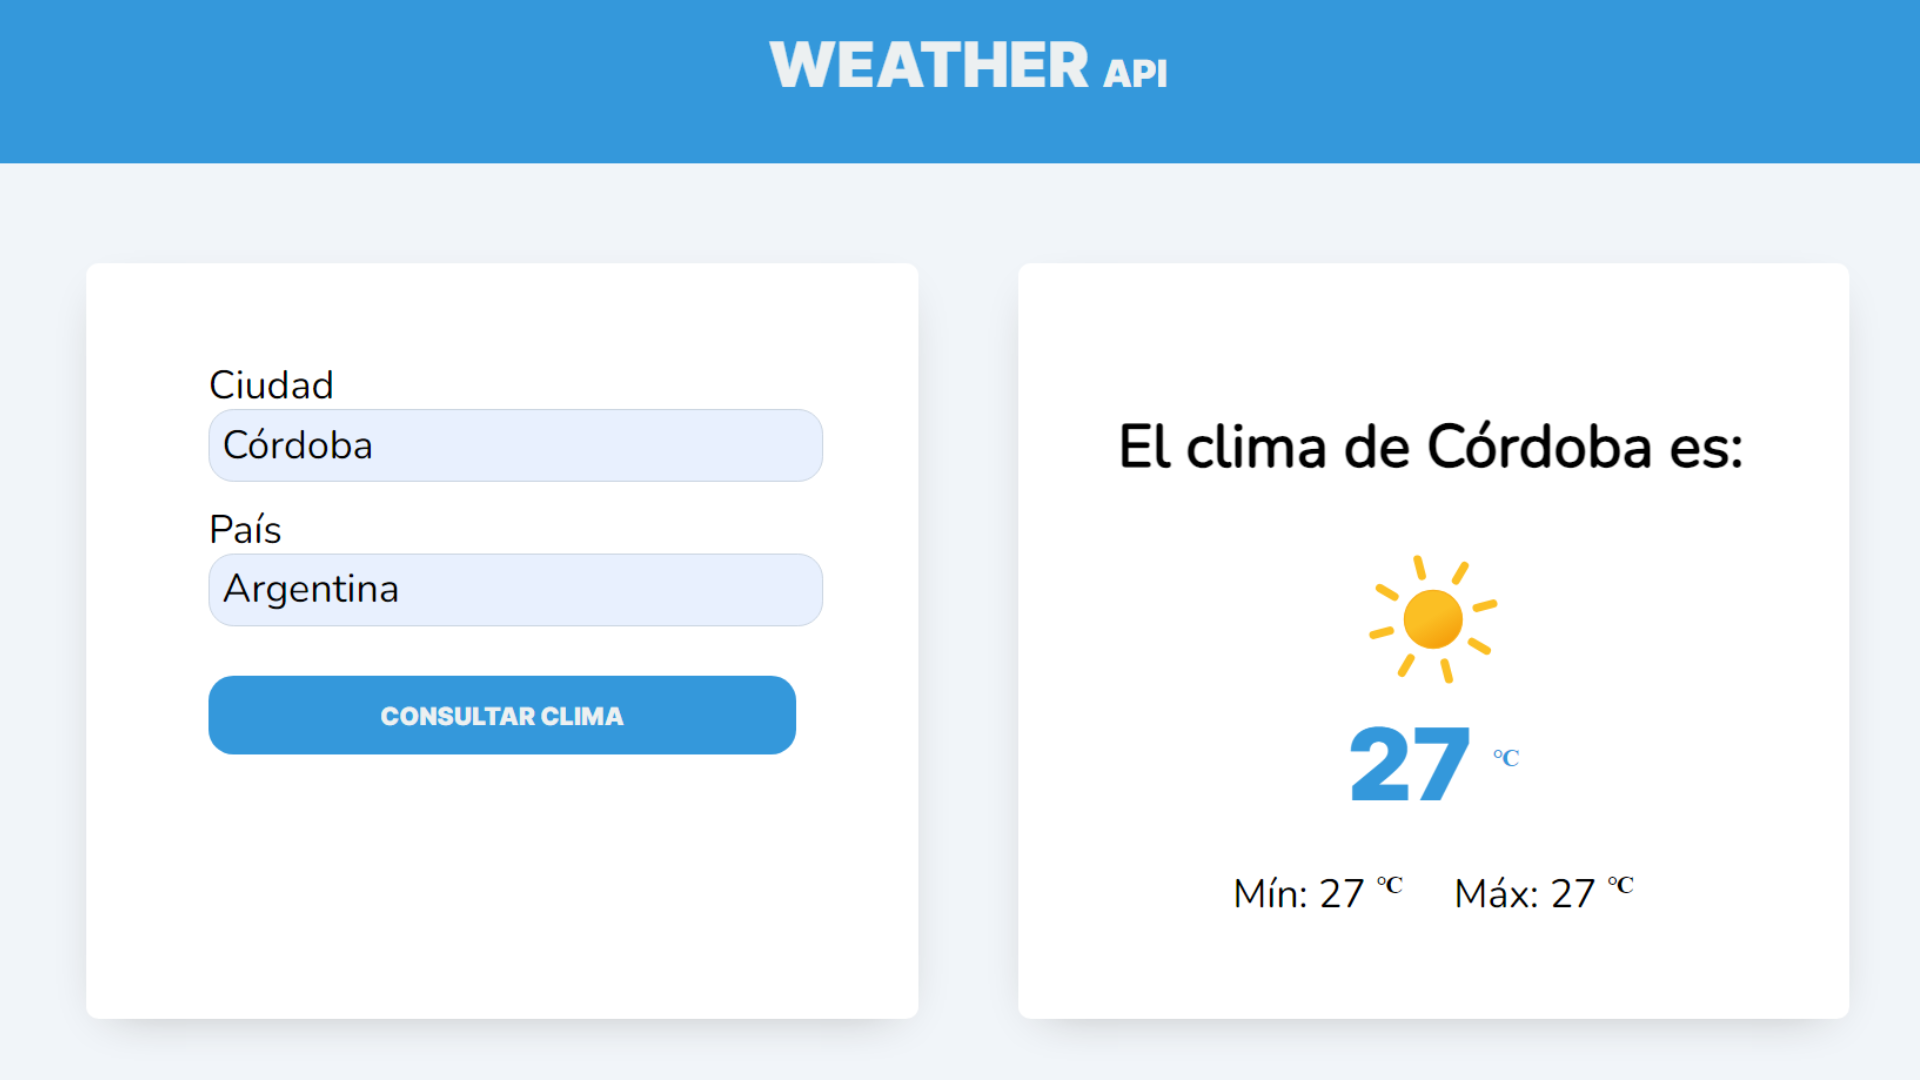 WEATHER API
Ciudad
Córdoba
País
Argentina
CONSULTAR CLIMA
El clima de Córdoba es:
27 °C
Mín: 27 °C Máx: 27 °C